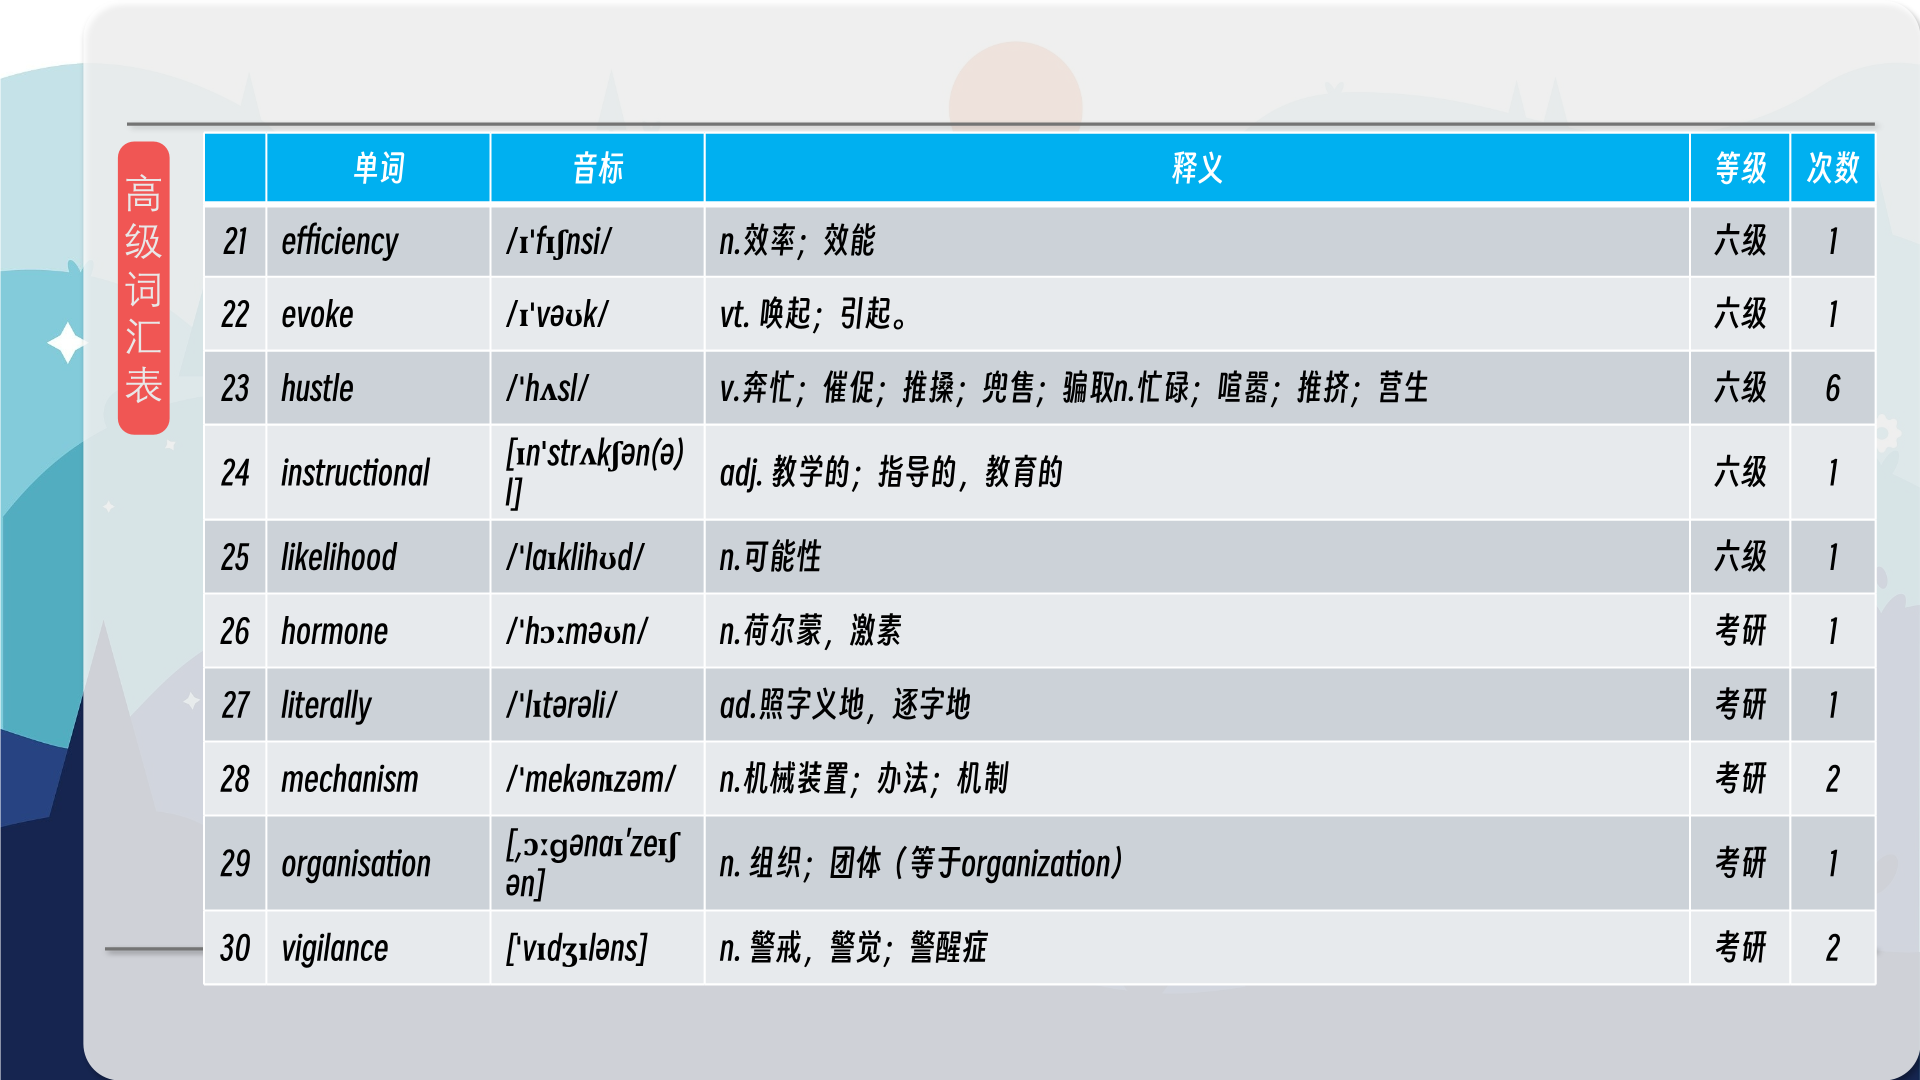 高级词汇表
单词 音标 释义 等级 次数
21 efficiency /ɪ'fɪʃnsi/ n.效率；效能 六级 1
22 evoke /ɪ'vəʊk/ vt. 唤起；引起。 六级 1
23 hustle /'hʌsl/ v.奔忙；催促；推搡；兜售；骗取n.忙碌；喧嚣；推挤；营生 六级 6
24 instructional [ɪn'strʌkʃən(ə)
l] adj. 教学的；指导的，教育的 六级 1
25 likelihood /'laɪklihʊd/ n.可能性 六级 1
26 hormone /'hɔːməʊn/ n.荷尔蒙，激素 考研 1
27 literally /'lɪtərəli/ ad.照字义地，逐字地 考研 1
28 mechanism /'mekənɪzəm/ n.机械装置；办法；机制 考研 2
29 organisation [,ɔːgənaɪ'zeɪʃ
ən] n. 组织；团体（等于organization） 考研 1
30 vigilance ['vɪdʒɪləns] n. 警戒，警觉；警醒症 考研 2